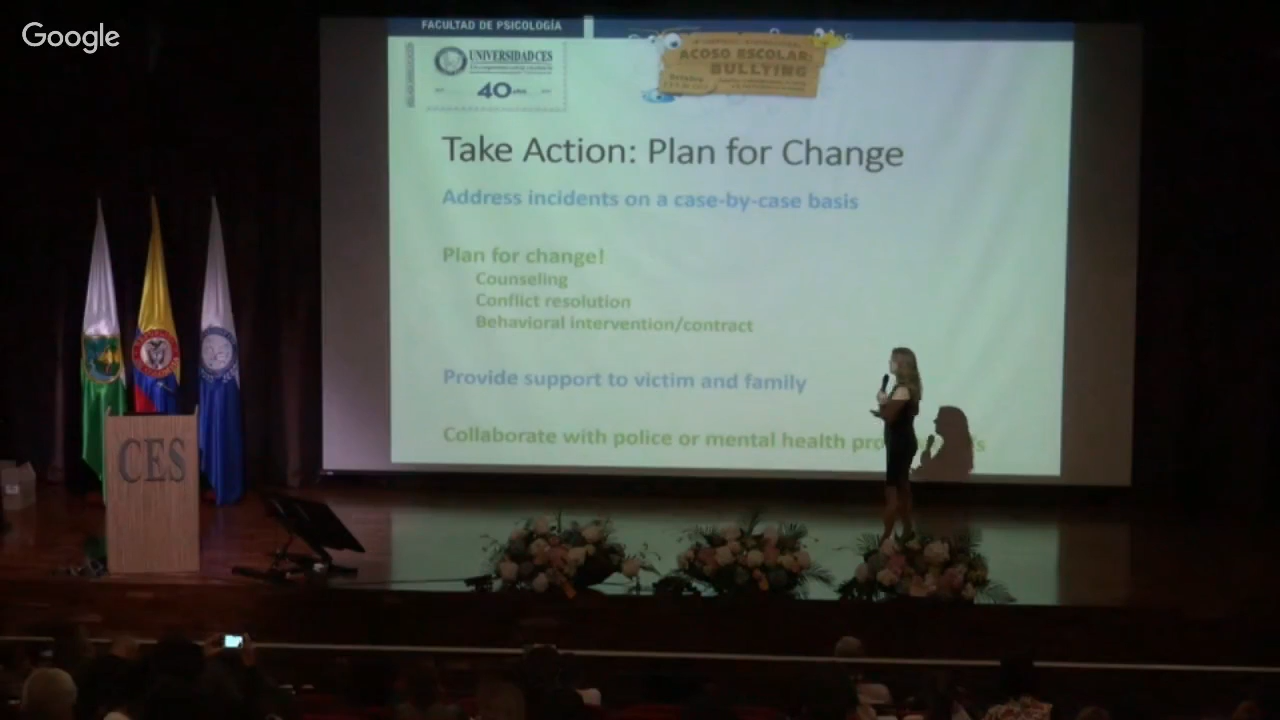 Google
FACULTAD DE PSICOLOGÍA
UNIVERSIDAD CES
40 años
ACOSO ESCOLAR:
BULLYING
Octubre
Take Action: Plan for Change
Address incidents on a case-by-case basis
Plan for change!
Counseling
Conflict resolution
Behavioral intervention/contract
Provide support to victim and family
Collaborate with police or mental health
CES